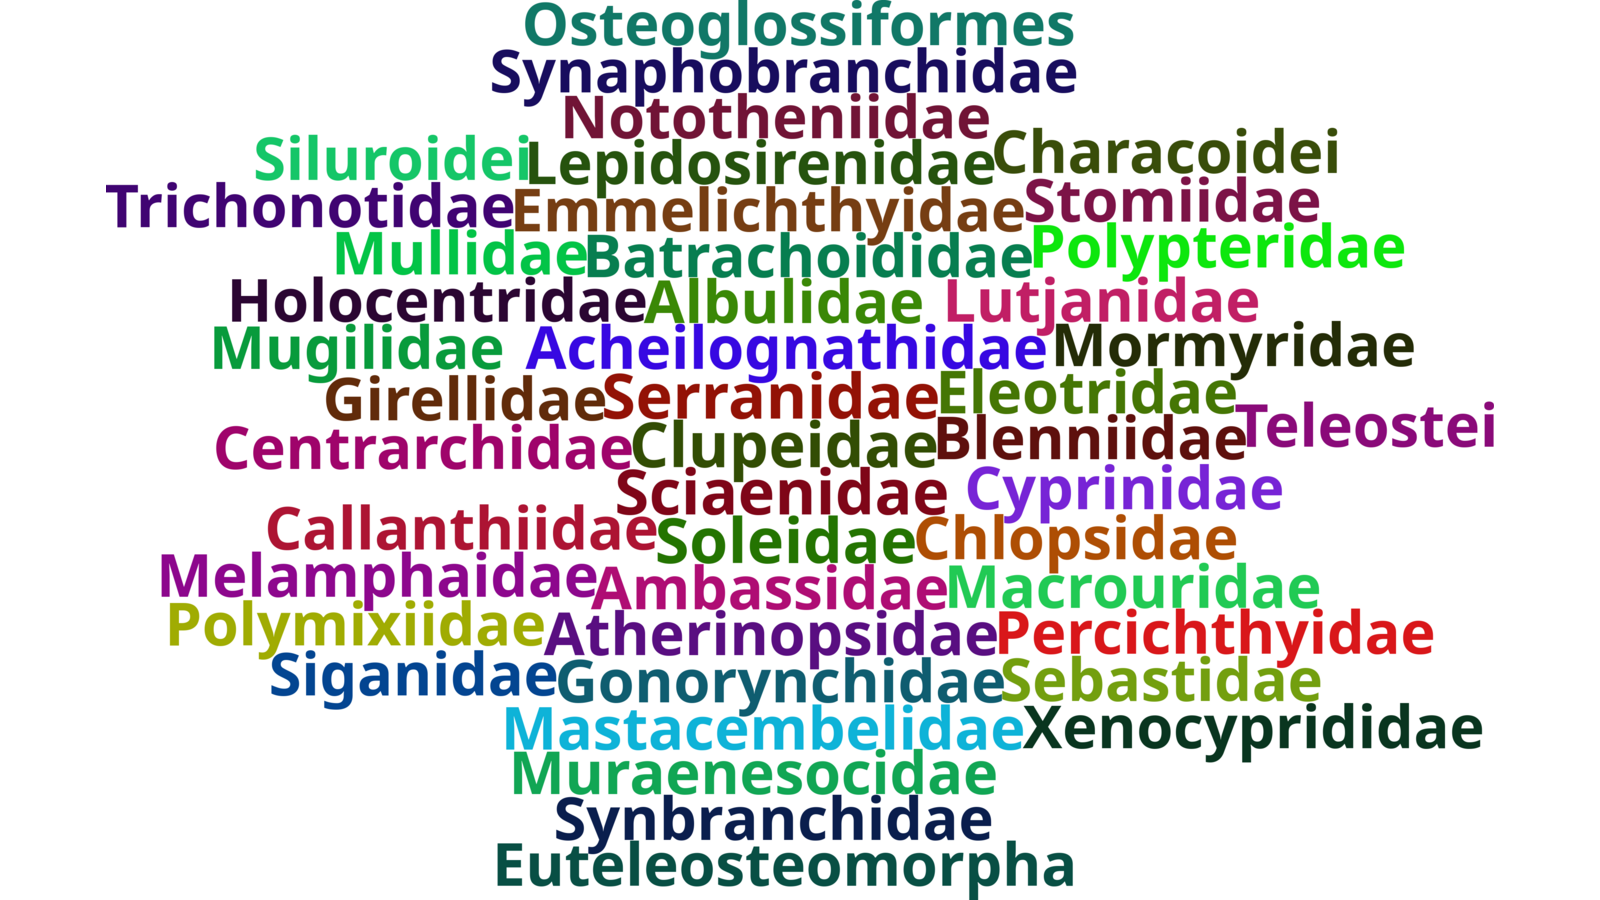 Osteoglossiformes
Synaphobranchidae
Nototheniidae
Siluroidei Lepidosirenidae Characoidei
Trichonotidae Emmelichthyidae Stomiidae
Mullidae Batrachoididae Polypteridae
Holocentridae Albulidae Lutjanidae
Mugilidae Acheilognathidae Mormyridae
Girellidae Serranidae Eleotridae
Centrarchidae Clupeidae Blenniidae Teleostei
Sciaenidae Cyprinidae
Callanthiidae Soleidae Chlopsidae
Melamphaidae Ambassidae Macrouridae
Polymixiidae Atherinopsidae Percichthyidae
Siganidae Gonorynchidae Sebastidae
Mastacembelidae Xenocyprididae
Muraenesocidae
Synbranchidae
Euteleosteomorpha